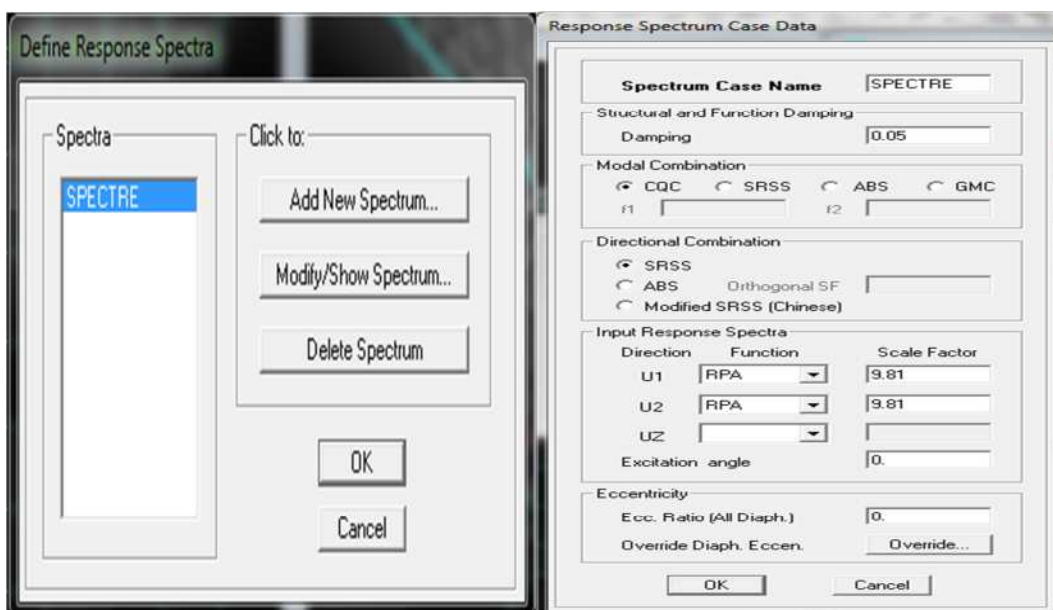 Define Response Spectra
Spectra
SPECTRE
Click to:
Add New Spectrum...
Modify/Show Spectrum...
Delete Spectrum
OK
Cancel
Response Spectrum Case Data
Spectrum Case Name SPECTRE
Structural and Function Damping
Damping 0.05
Modal Combination
CQC SRSS ABS GMC
f1 f2
Directional Combination
SRSS
ABS Orthogonal SF
Modified SRSS (Chinese)
Input Response Spectra
Direction Function Scale Factor
U1 RPA 9.81
U2 RPA 9.81
UZ
Excitation angle 0.
Eccentricity
Ecc. Ratio (All Diaph.) 0.
Override Diaph. Eccen. Override...
OK Cancel